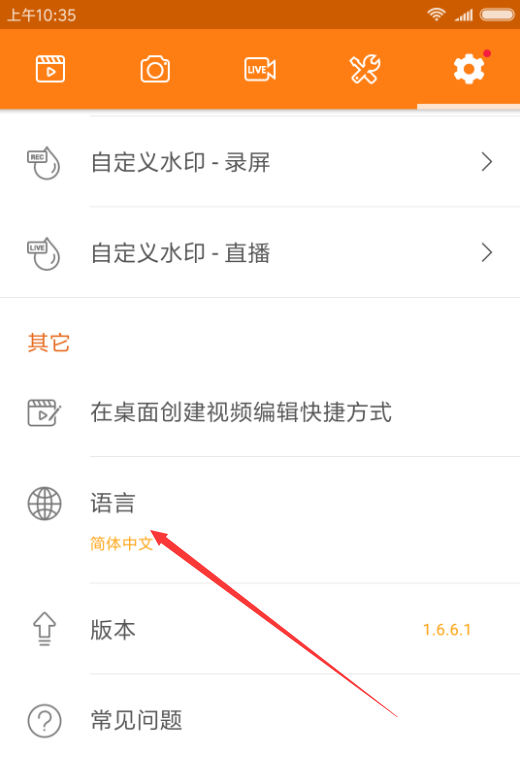 上午10:35
LIVE
REC
自定义水印 - 录屏
LIVE
自定义水印 - 直播
其它
在桌面创建视频编辑快捷方式
语言
简体中文
版本
1.6.6.1
常见问题